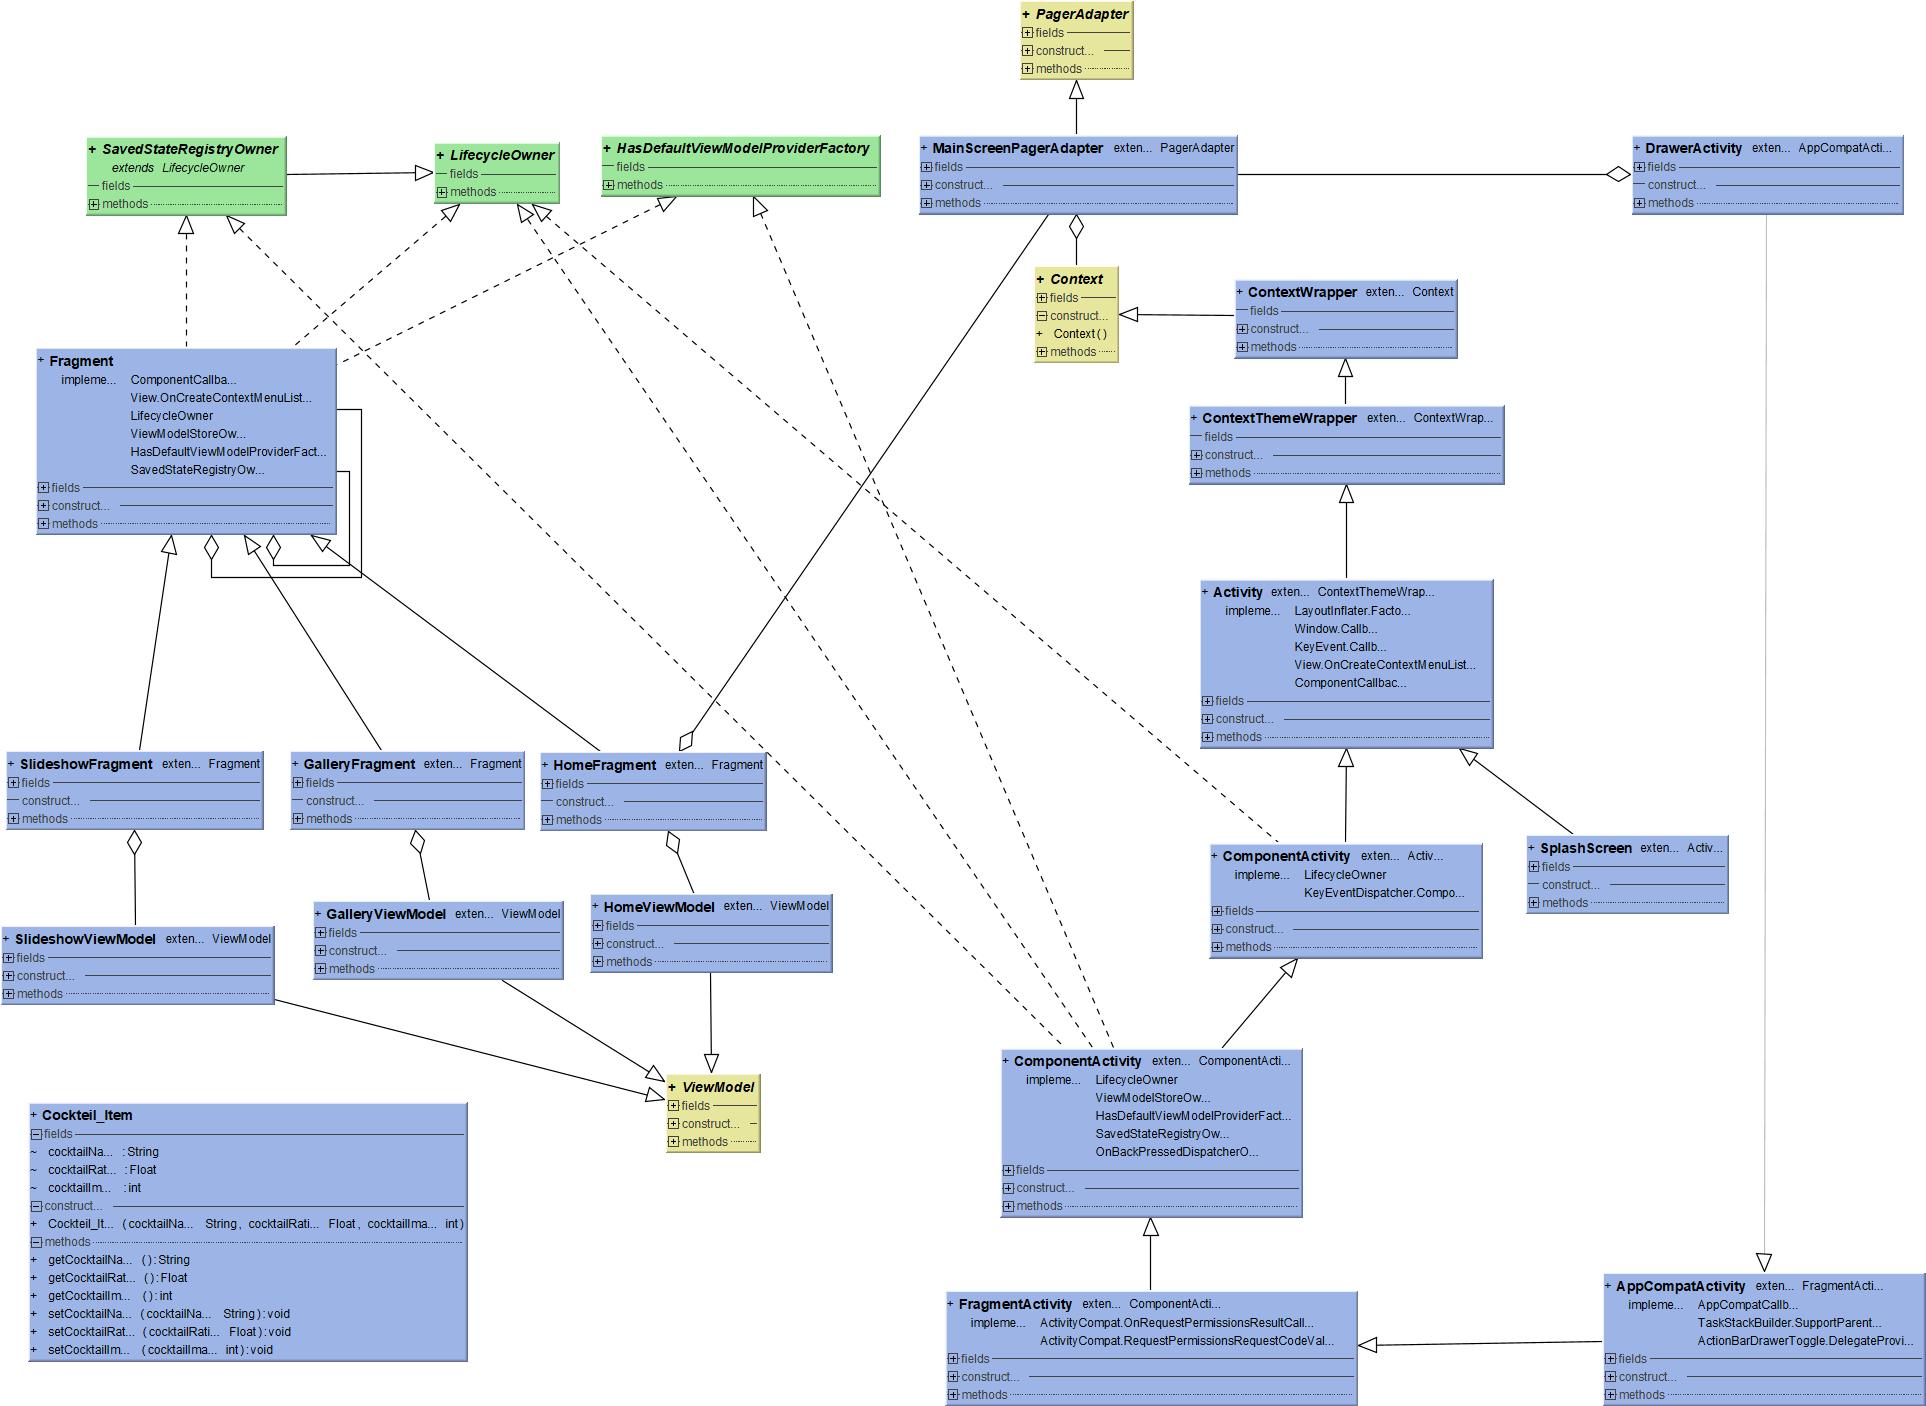 + PagerAdapter
fields
construct...
methods
+ SavedStateRegistryOwner
extends LifecycleOwner
fields
methods
+ LifecycleOwner
fields
methods
+ HasDefaultViewModelProviderFactory
fields
methods
+ MainScreenPagerAdapter exten... PagerAdapter
fields
construct...
methods
+ DrawerActivity exten... AppCompatActi...
fields
construct...
methods
+ Context
fields
construct...
+ Context()
methods
+ ContextWrapper exten... Context
fields
construct...
methods
+ Fragment
impleme... ComponentCallba...
View.OnCreateContextMenuList...
LifecycleOwner
ViewModelStoreOw...
HasDefaultViewModelProviderFact...
SavedStateRegistryOw...
fields
construct...
methods
+ ContextThemeWrapper exten... ContextWrap...
fields
construct...
methods
+ Activity exten... ContextThemeWrap...
impleme... LayoutInflater.Facto...
Window.Callb...
KeyEvent.Callb...
View.OnCreateContextMenuList...
ComponentCallbac...
fields
construct...
methods
+ SlideshowFragment exten... Fragment
fields
construct...
methods
+ GalleryFragment exten... Fragment
fields
construct...
methods
+ HomeFragment exten... Fragment
fields
construct...
methods
+ ComponentActivity exten... Activ...
impleme... LifecycleOwner
KeyEventDispatcher.Compo...
fields
construct...
methods
+ SplashScreen exten... Activ...
fields
construct...
methods
+ SlideshowViewModel exten... ViewModel
fields
construct...
methods
+ GalleryViewModel exten... ViewModel
fields
construct...
methods
+ HomeViewModel exten... ViewModel
fields
construct...
methods
+ ViewModel
fields
construct...
methods
+ ComponentActivity exten... ComponentActi...
impleme... LifecycleOwner
ViewModelStoreOw...
HasDefaultViewModelProviderFact...
SavedStateRegistryOw...
OnBackPressedDispatcherO...
fields
construct...
methods
+ Cockteil_Item
fields
~ cocktailNa... :String
~ cocktailRat... :Float
~ cocktailIm... :int
construct...
+ Cockteil_It... (cocktailNa... String, cocktailRati... Float, cocktailIma... int)
methods
+ getCocktailNa... ():String
+ getCocktailRat... ():Float
+ getCocktailIm... ():int
+ setCocktailNa... (cocktailNa... String):void
+ setCocktailRat... (cocktailRati... Float):void
+ setCocktailIm... (cocktailIma... int):void
+ FragmentActivity exten... ComponentActi...
impleme... ActivityCompat.OnRequestPermissionsResultCall...
ActivityCompat.RequestPermissionsRequestCodeVal...
fields
construct...
methods
+ AppCompatActivity exten... FragmentActi...
impleme... AppCompatCallb...
TaskStackBuilder.SupportParent...
ActionBarDrawerToggle.DelegateProvi...
fields
construct...
methods